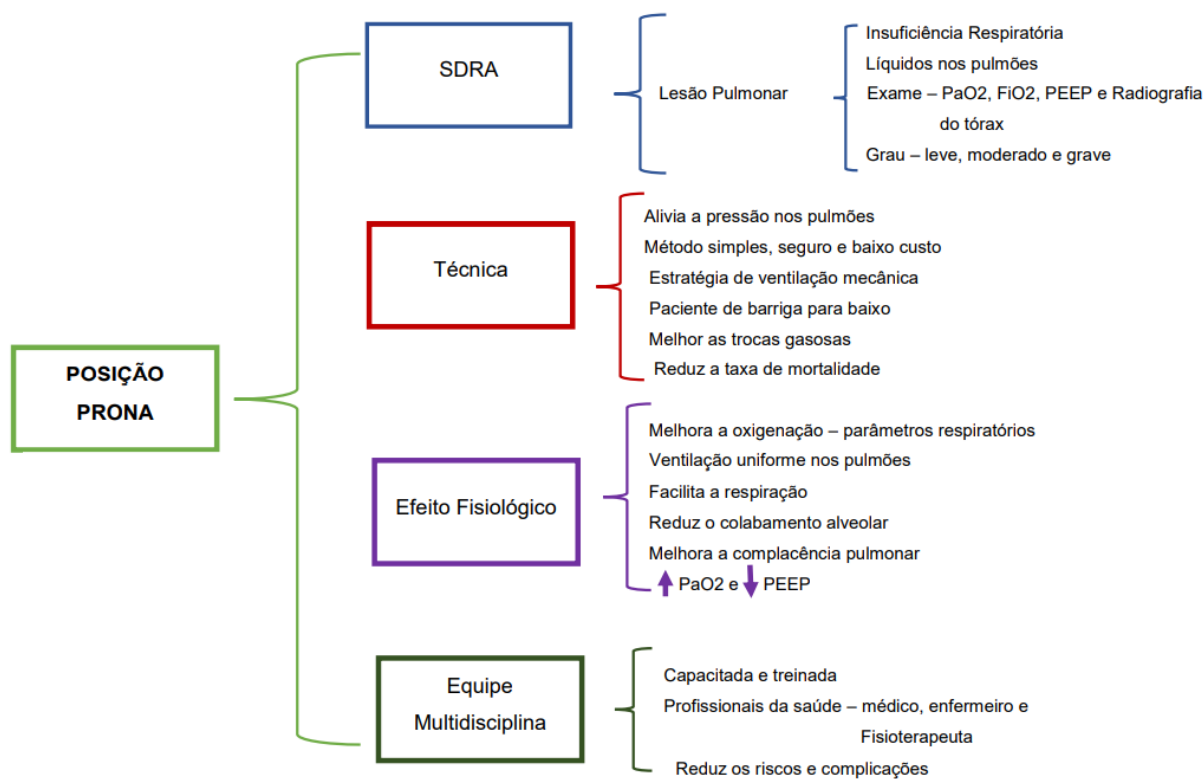 POSIÇÃO
PRONA
SDRA
Lesão Pulmonar
Insuficiência Respiratória
Líquidos nos pulmões
Exame – PaO2, FiO2, PEEP e Radiografia
do tórax
Grau – leve, moderado e grave
Técnica
Alivia a pressão nos pulmões
Método simples, seguro e baixo custo
Estratégia de ventilação mecânica
Paciente de barriga para baixo
Melhor as trocas gasosas
Reduz a taxa de mortalidade
Efeito Fisiológico
Melhora a oxigenação – parâmetros respiratórios
Ventilação uniforme nos pulmões
Facilita a respiração
Reduz o colabamento alveolar
Melhora a complacência pulmonar
PaO2 e PEEP
Equipe
Multidisciplina
Capacitada e treinada
Profissionais da saúde – médico, enfermeiro e
Fisioterapeuta
Reduz os riscos e complicações